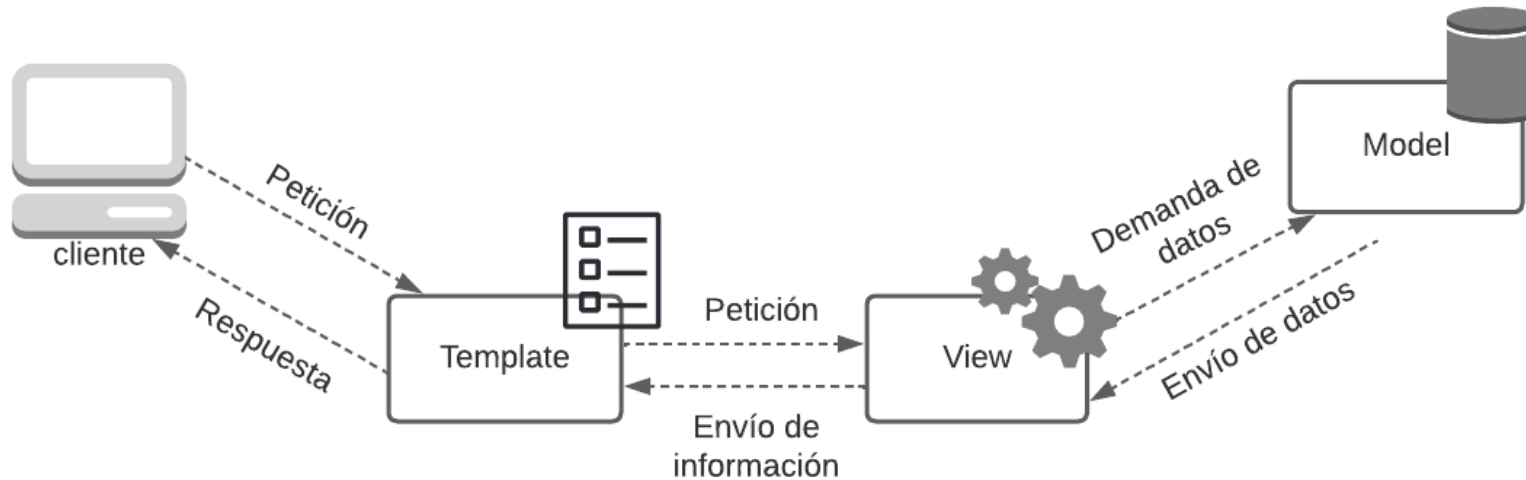 cliente
Petición
Respuesta
Template
Petición
Envío de
información
View
Demanda de
datos
Envío de datos
Model